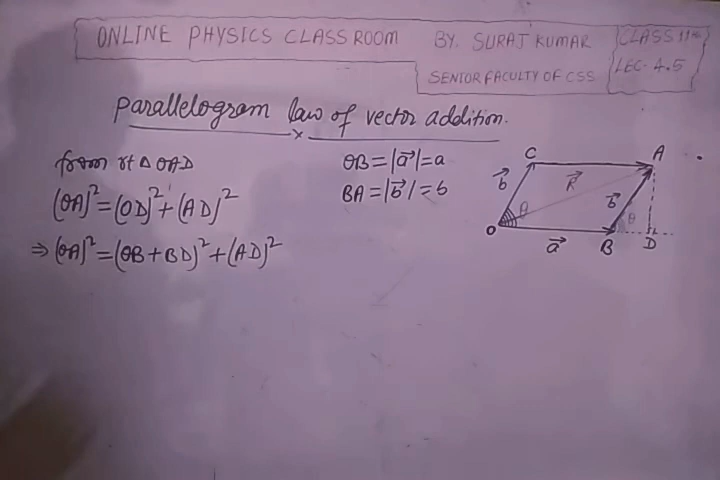 ONLINE PHYSICS CLASSROOM BY. SURAJ KUMAR CLASS 11th
SENIOR FACULTY OF CSS LEC. 4.5
Parallelogram law of vector addition.
from rt Δ OAD
(OA)² = (OD)² + (AD)²
⇒ (OA)² = (OB + BD)² + (AD)²
OB = |a⃗| = a
BA = |b⃗| = b
C A
b⃗ R⃗ b⃗
θ θ
O a⃗ B D